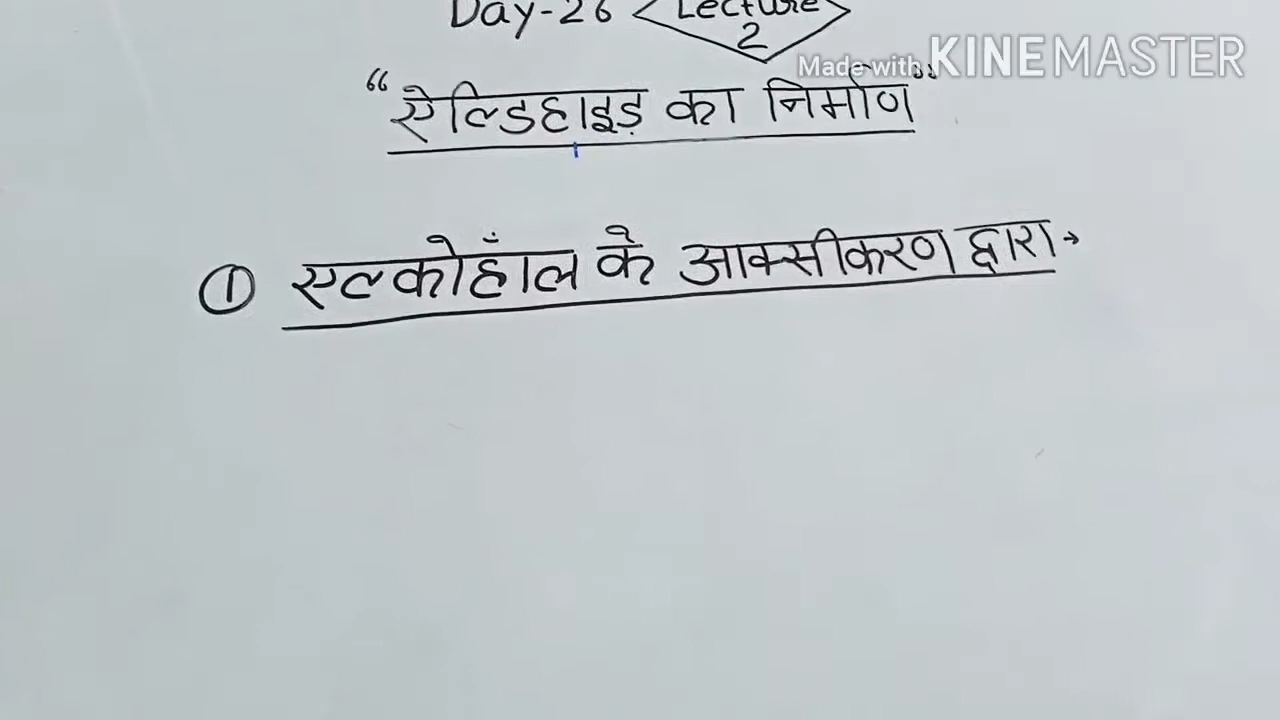 Day-26 Lecture
2
Made with KINEMASTER
“ऐल्डिहाइड़ का निर्माण”
① एल्कोहाँल के आक्सीकरण द्वारा→